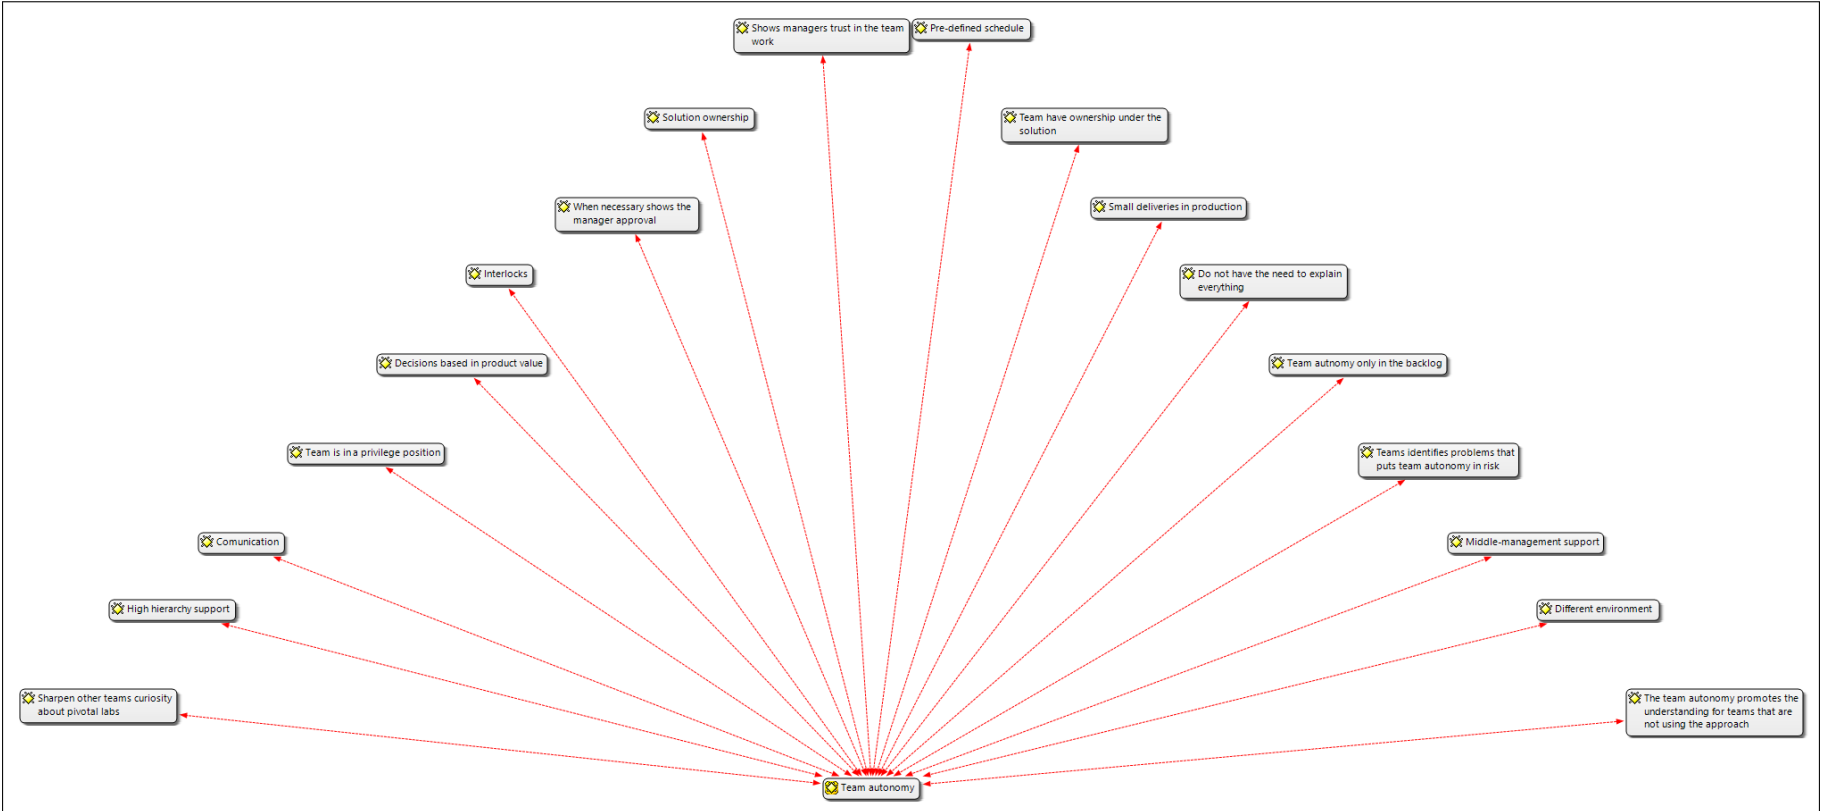 Shows managers trust in the team
work
Pre-defined schedule
Solution ownership
Team have ownership under the
solution
When necessary shows the
manager approval
Small deliveries in production
Interlocks
Do not have the need to explain
everything
Decisions based in product value
Team autnomy only in the backlog
Team is in a privilege position
Teams identifies problems that
puts team autonomy in risk
Comunication
Middle-management support
High hierarchy support
Different environment
Sharpen other teams curiosity
about pivotal labs
The team autonomy promotes the
understanding for teams that are
not using the approach
Team autonomy